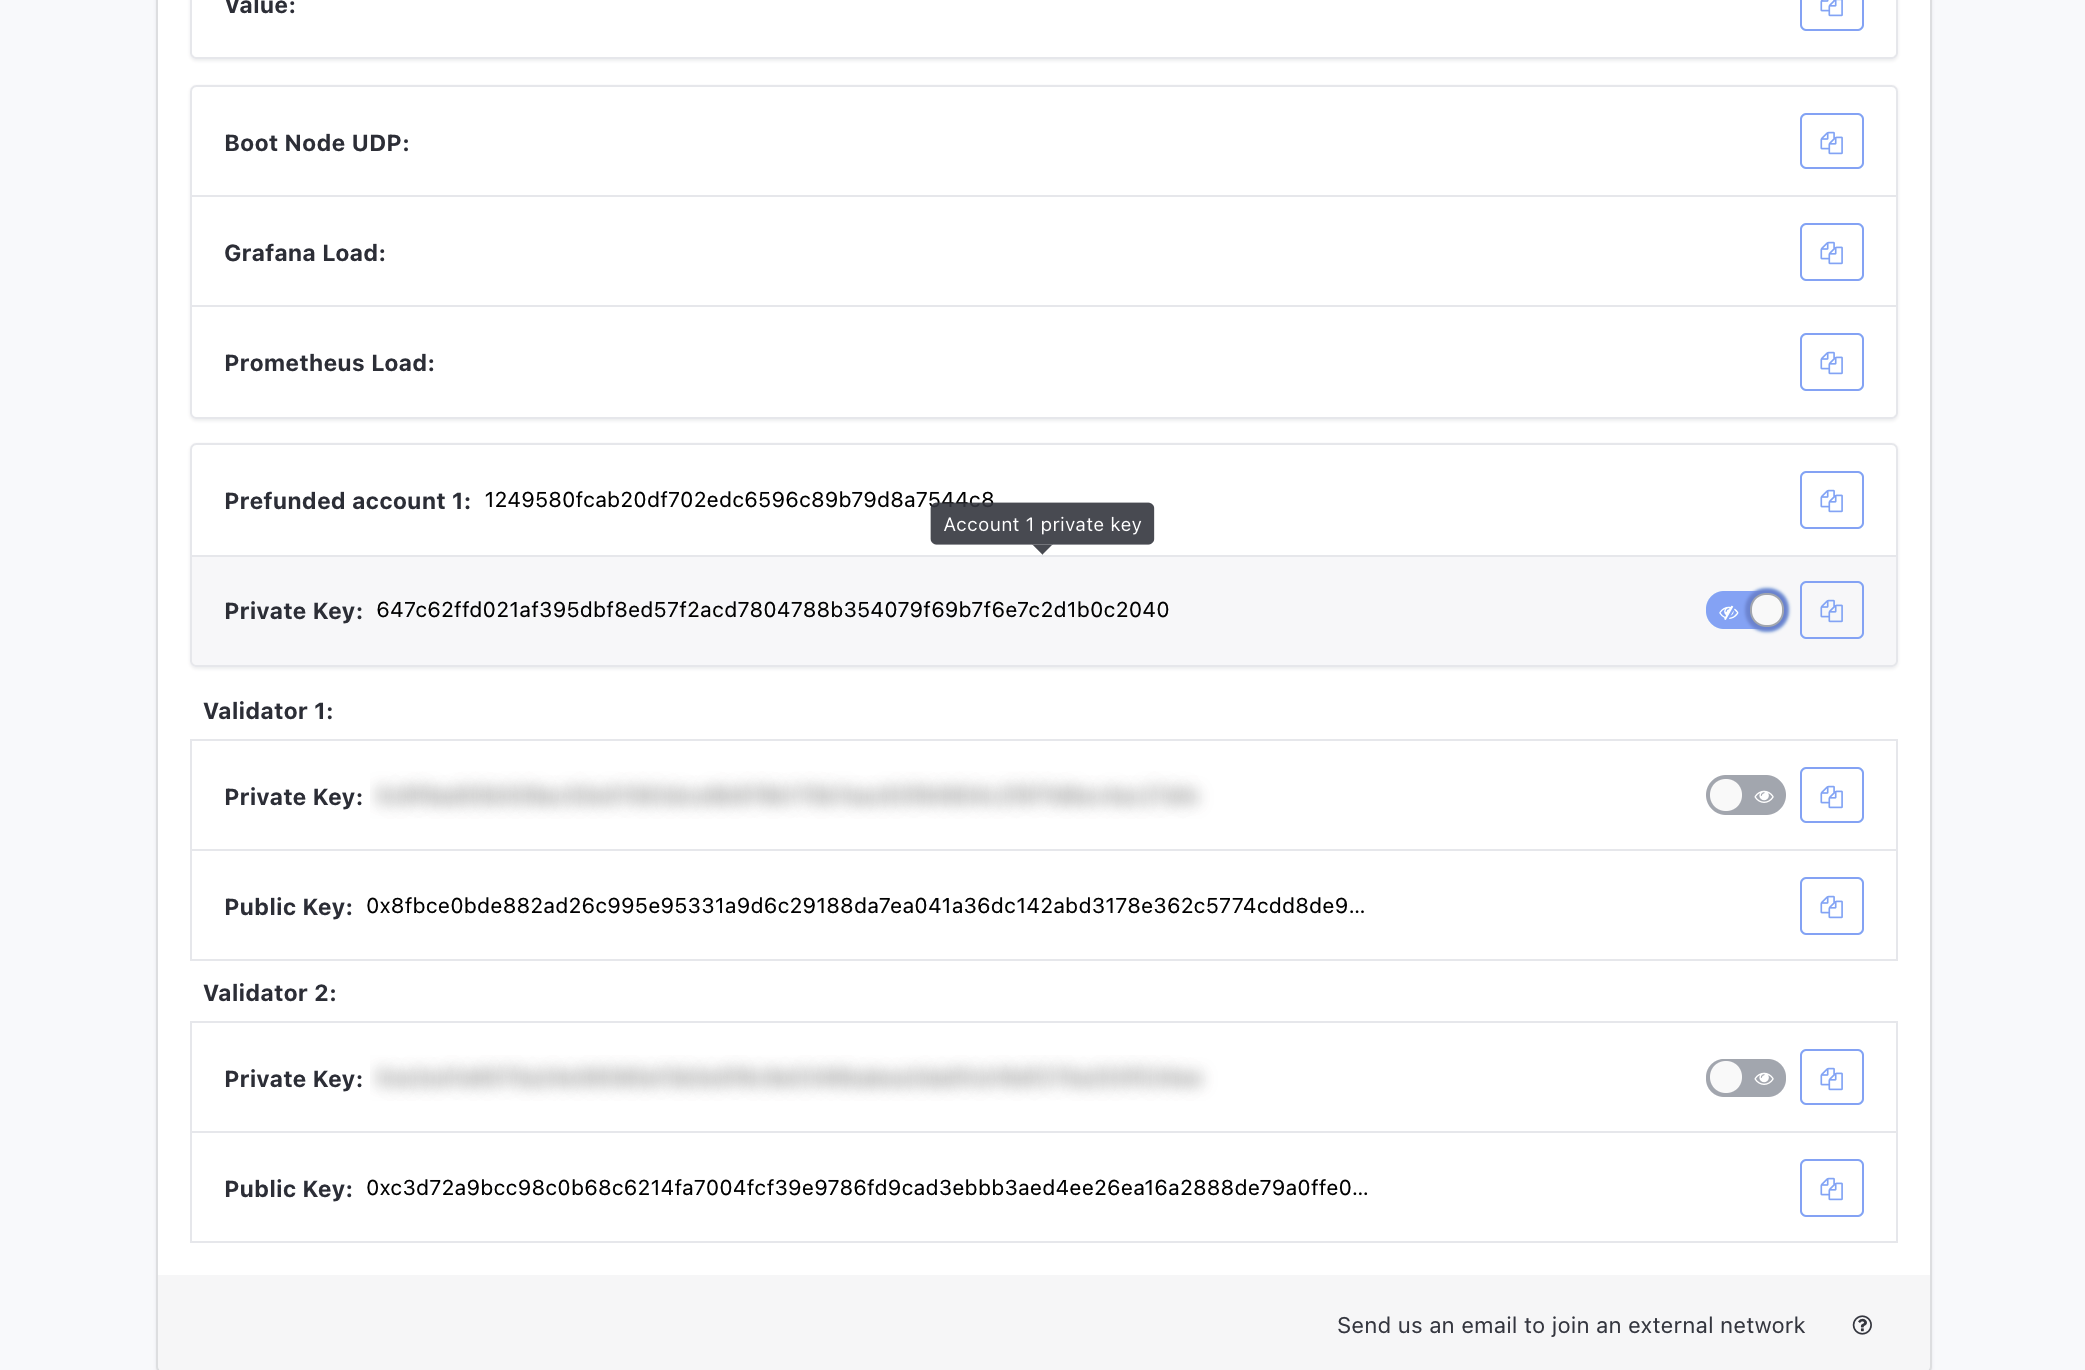 Value:
Boot Node UDP:
Grafana Load:
Prometheus Load:
Prefunded account 1: 1249580fcab20df702edc6596c89b79d8a7544c8
Account 1 private key
Private Key: 647c62ffd021af395dbf8ed57f2acd7804788b354079f69b7f6e7c2d1b0c2040
Validator 1:
Private Key:
Public Key: 0x8fbce0bde882ad26c995e95331a9d6c29188da7ea041a36dc142abd3178e362c5774cdd8de9...
Validator 2:
Private Key:
Public Key: 0xc3d72a9bcc98c0b68c6214fa7004fcf39e9786fd9cad3ebbb3aed4ee26ea16a2888de79a0ffe0...
Send us an email to join an external network